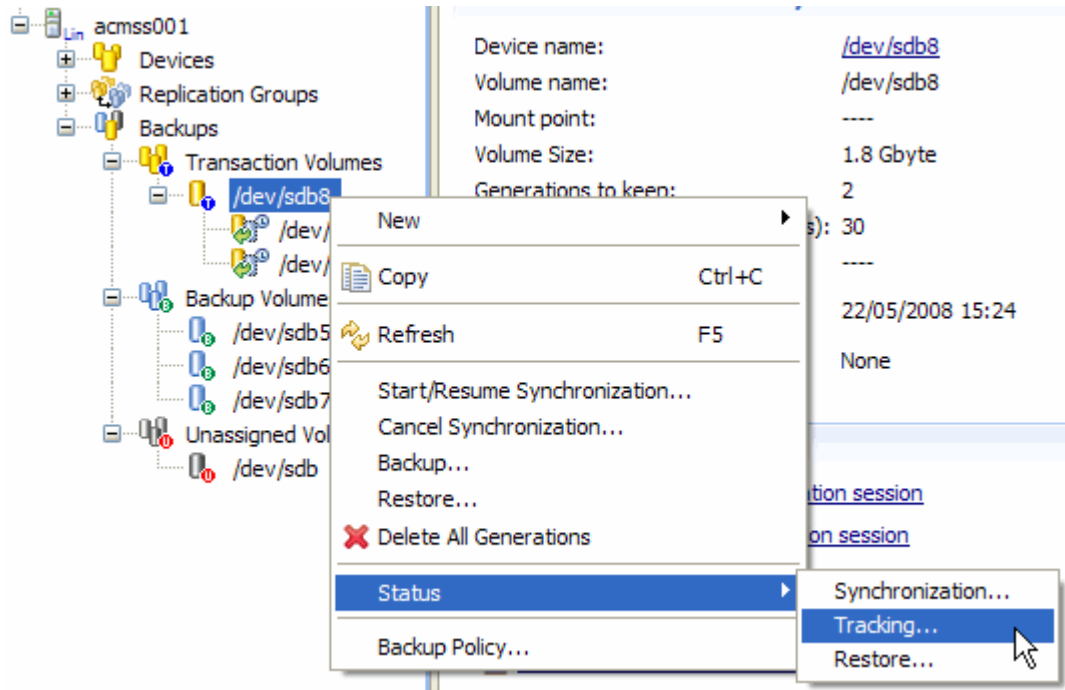 Lin acmss001
Devices
Replication Groups
Backups
Transaction Volumes
/dev/sdb8
/dev/
/dev/
Backup Volume
/dev/sdb5
/dev/sdb6
/dev/sdb7
Unassigned Vol
/dev/sdb
Device name: /dev/sdb8
Volume name: /dev/sdb8
Mount point: ----
Volume Size: 1.8 Gbyte
Generations to keep: 2
s): 30
----
22/05/2008 15:24
None
tion session
on session
New
Copy Ctrl+C
Refresh F5
Start/Resume Synchronization...
Cancel Synchronization...
Backup...
Restore...
Delete All Generations
Status
Backup Policy...
Synchronization...
Tracking...
Restore...